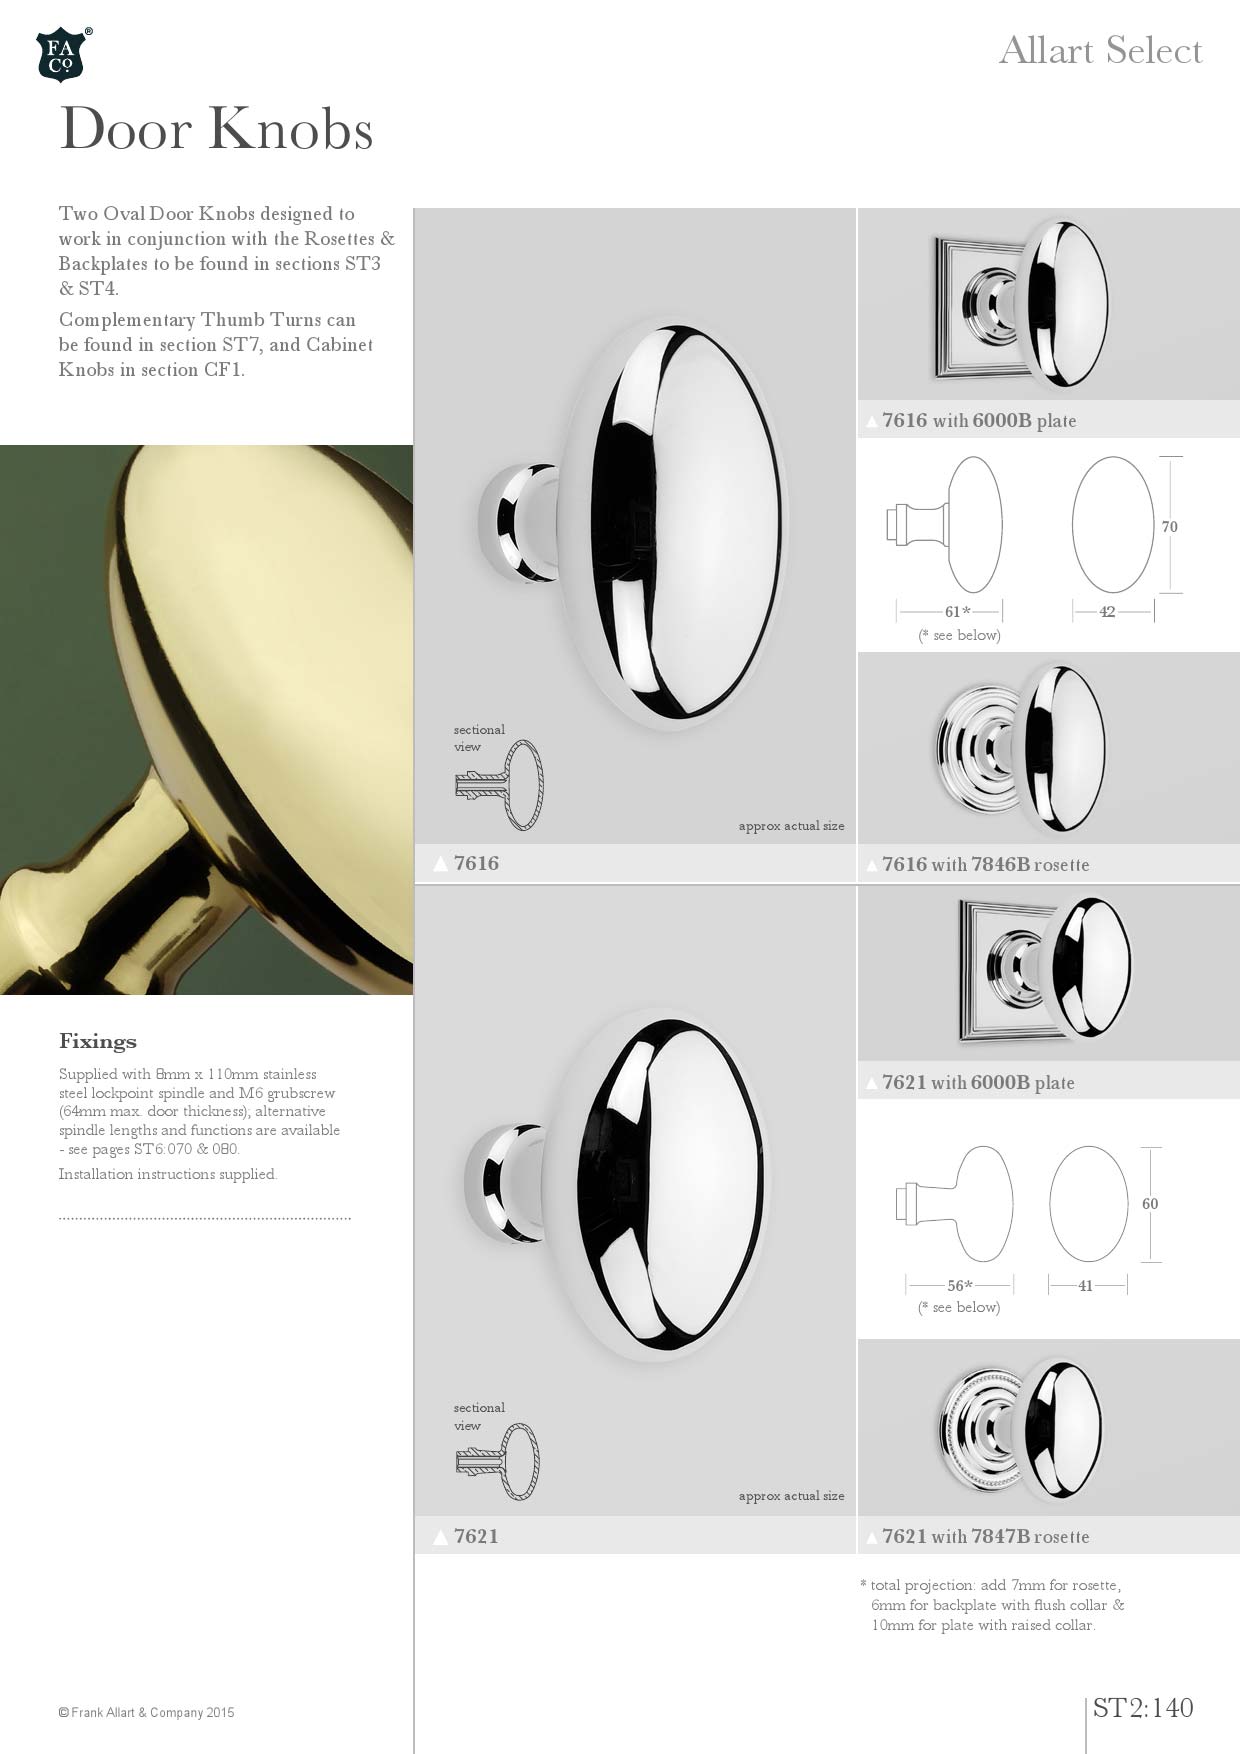 FA
Co.
®
Allart Select
Door Knobs
Two Oval Door Knobs designed to
work in conjunction with the Rosettes &
Backplates to be found in sections ST3
& ST4.
Complementary Thumb Turns can
be found in section ST7, and Cabinet
Knobs in section CF1.
Fixings
Supplied with 8mm x 110mm stainless
steel lockpoint spindle and M6 grubscrew
(64mm max. door thickness); alternative
spindle lengths and functions are available
- see pages ST6:070 & 080.
Installation instructions supplied.
sectional
view
approx actual size
7616
7616 with 6000B plate
70
61*
42
(* see below)
7616 with 7846B rosette
sectional
view
approx actual size
7621
7621 with 6000B plate
60
56*
41
(* see below)
7621 with 7847B rosette
* total projection: add 7mm for rosette,
6mm for backplate with flush collar &
10mm for plate with raised collar.
© Frank Allart & Company 2015
ST2:140